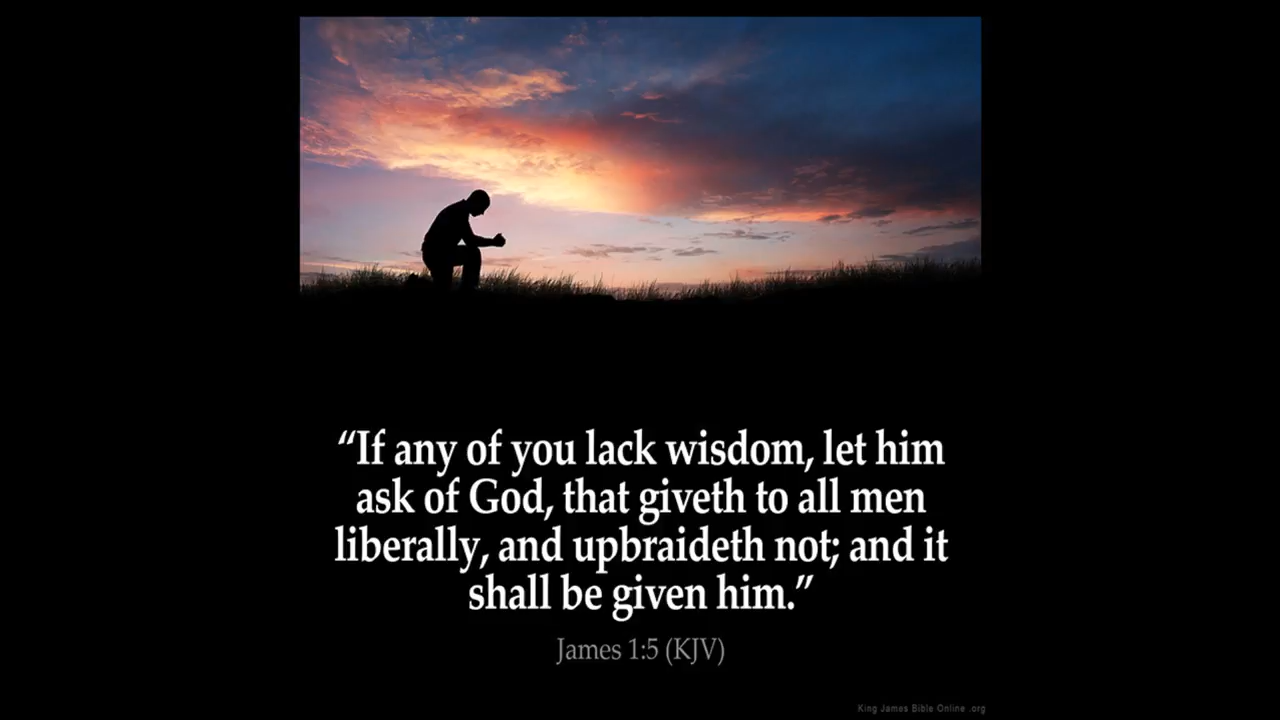 “If any of you lack wisdom, let him
ask of God, that giveth to all men
liberally, and upbraideth not; and it
shall be given him.”
James 1:5 (KJV)
King James Bible Online .org